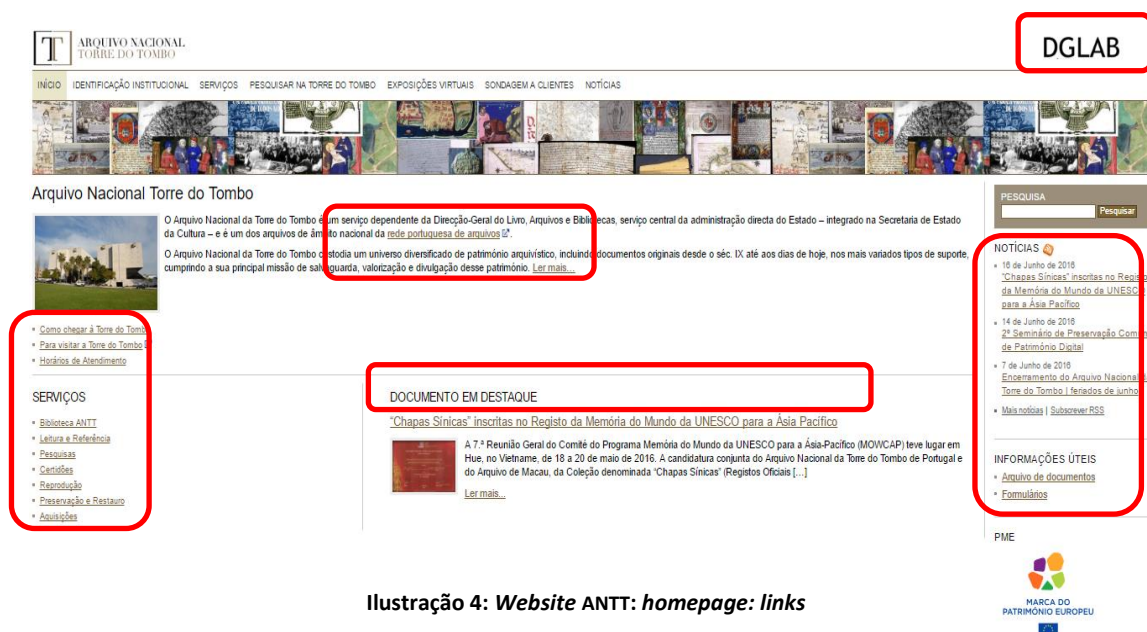 ARQUIVO NACIONAL
TORRE DO TOMBO
DGLAB
INÍCIO IDENTIFICAÇÃO INSTITUCIONAL SERVIÇOS PESQUISAR NA TORRE DO TOMBO EXPOSIÇÕES VIRTUAIS SONDAGEM A CLIENTES NOTÍCIAS
Arquivo Nacional Torre do Tombo
O Arquivo Nacional da Torre do Tombo é um serviço dependente da Direcção-Geral do Livro, Arquivos e Bibliotecas, serviço central da administração directa do Estado – integrado na Secretaria de Estado
da Cultura – e é um dos arquivos de âmbito nacional da rede portuguesa de arquivos.
O Arquivo Nacional da Torre do Tombo custodia um universo diversificado de património arquivístico, incluindo documentos originais desde o séc. IX até aos dias de hoje, nos mais variados tipos de suporte,
cumprindo a sua principal missão de salvaguarda, valorização e divulgação desse património. Ler mais...
Como chegar á Torre do Tombo
Para visitar a Torre do Tombo
Horários de Atendimento
SERVIÇOS
Biblioteca ANTT
Leitura e Referência
Pesquisas
Certidões
Reprodução
Preservação e Restauro
Aquisições
DOCUMENTO EM DESTAQUE
"Chapas Sínicas" inscritas no Registo da Memória do Mundo da UNESCO para a Ásia Pacífico
A 7.ª Reunião Geral do Comité do Programa Memória do Mundo da UNESCO para a Ásia-Pacífico (MOWCAP) teve lugar em
Hue, no Vietname, de 18 a 20 de maio de 2016. A candidatura conjunta do Arquivo Nacional da Torre do Tombo de Portugal e
do Arquivo de Macau, da Coleção denominada "Chapas Sínicas" (Registos Oficiais […]
Ler mais...
PESQUISA
Pesquisar
NOTÍCIAS
16 de Junho de 2016
"Chapas Sínicas" inscritas no Registo
da Memória do Mundo da UNESCO
para a Ásia Pacífico
14 de Junho de 2016
2º Seminário de Preservação Comum
de Património Digital
7 de Junho de 2016
Encerramento do Arquivo Nacional
Torre do Tombo | feriados de junho
Mais notícias | Subscrever RSS
INFORMAÇÕES ÚTEIS
Arquivo de documentos
Formulários
PME
MARCA DO
PATRIMÓNIO EUROPEU
Ilustração 4: Website ANTT: homepage: links